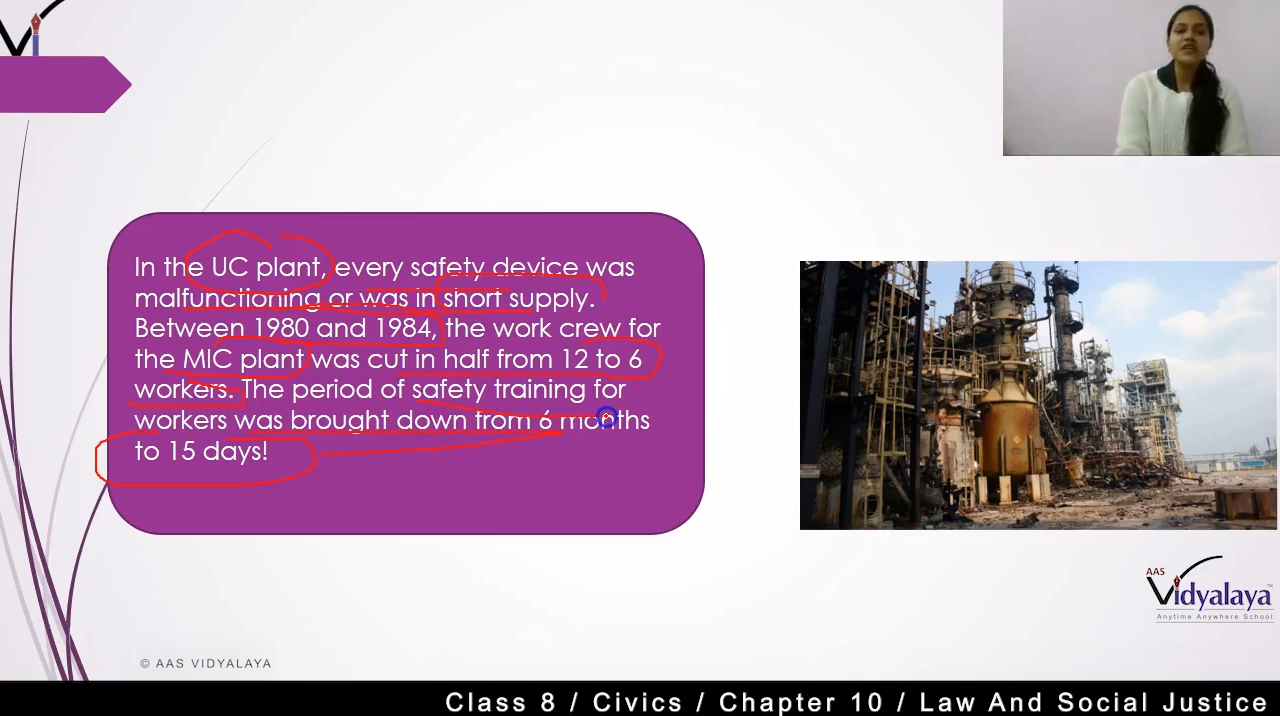 In the UC plant, every safety device was
malfunctioning or was in short supply.
Between 1980 and 1984, the work crew for
the MIC plant was cut in half from 12 to 6
workers. The period of safety training for
workers was brought down from 6 months
to 15 days!
AAS
Vidyalaya
Anytime Anywhere School
© AAS VIDYALAYA
Class 8 / Civics / Chapter 10 / Law And Social Justice